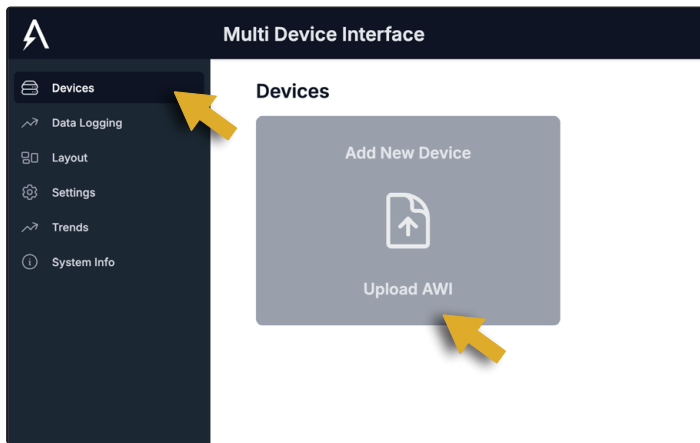 Multi Device Interface
Devices
Data Logging
Layout
Settings
Trends
System Info
Devices
Add New Device
Upload AWI